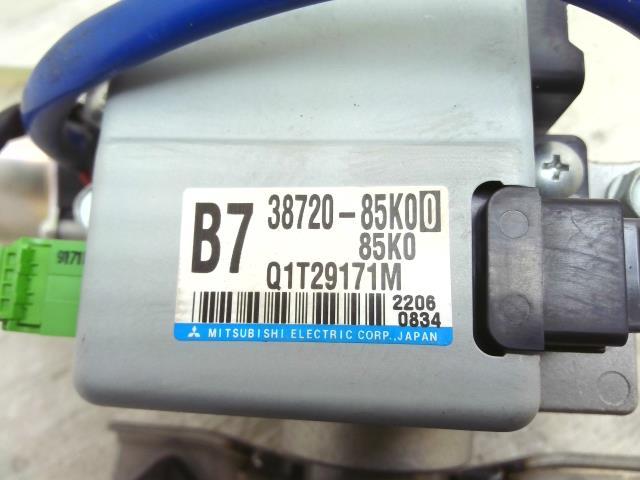 B7 38720-85K00
85K0
Q1T29171M
2206
0834
MITSUBISHI ELECTRIC CORP., JAPAN